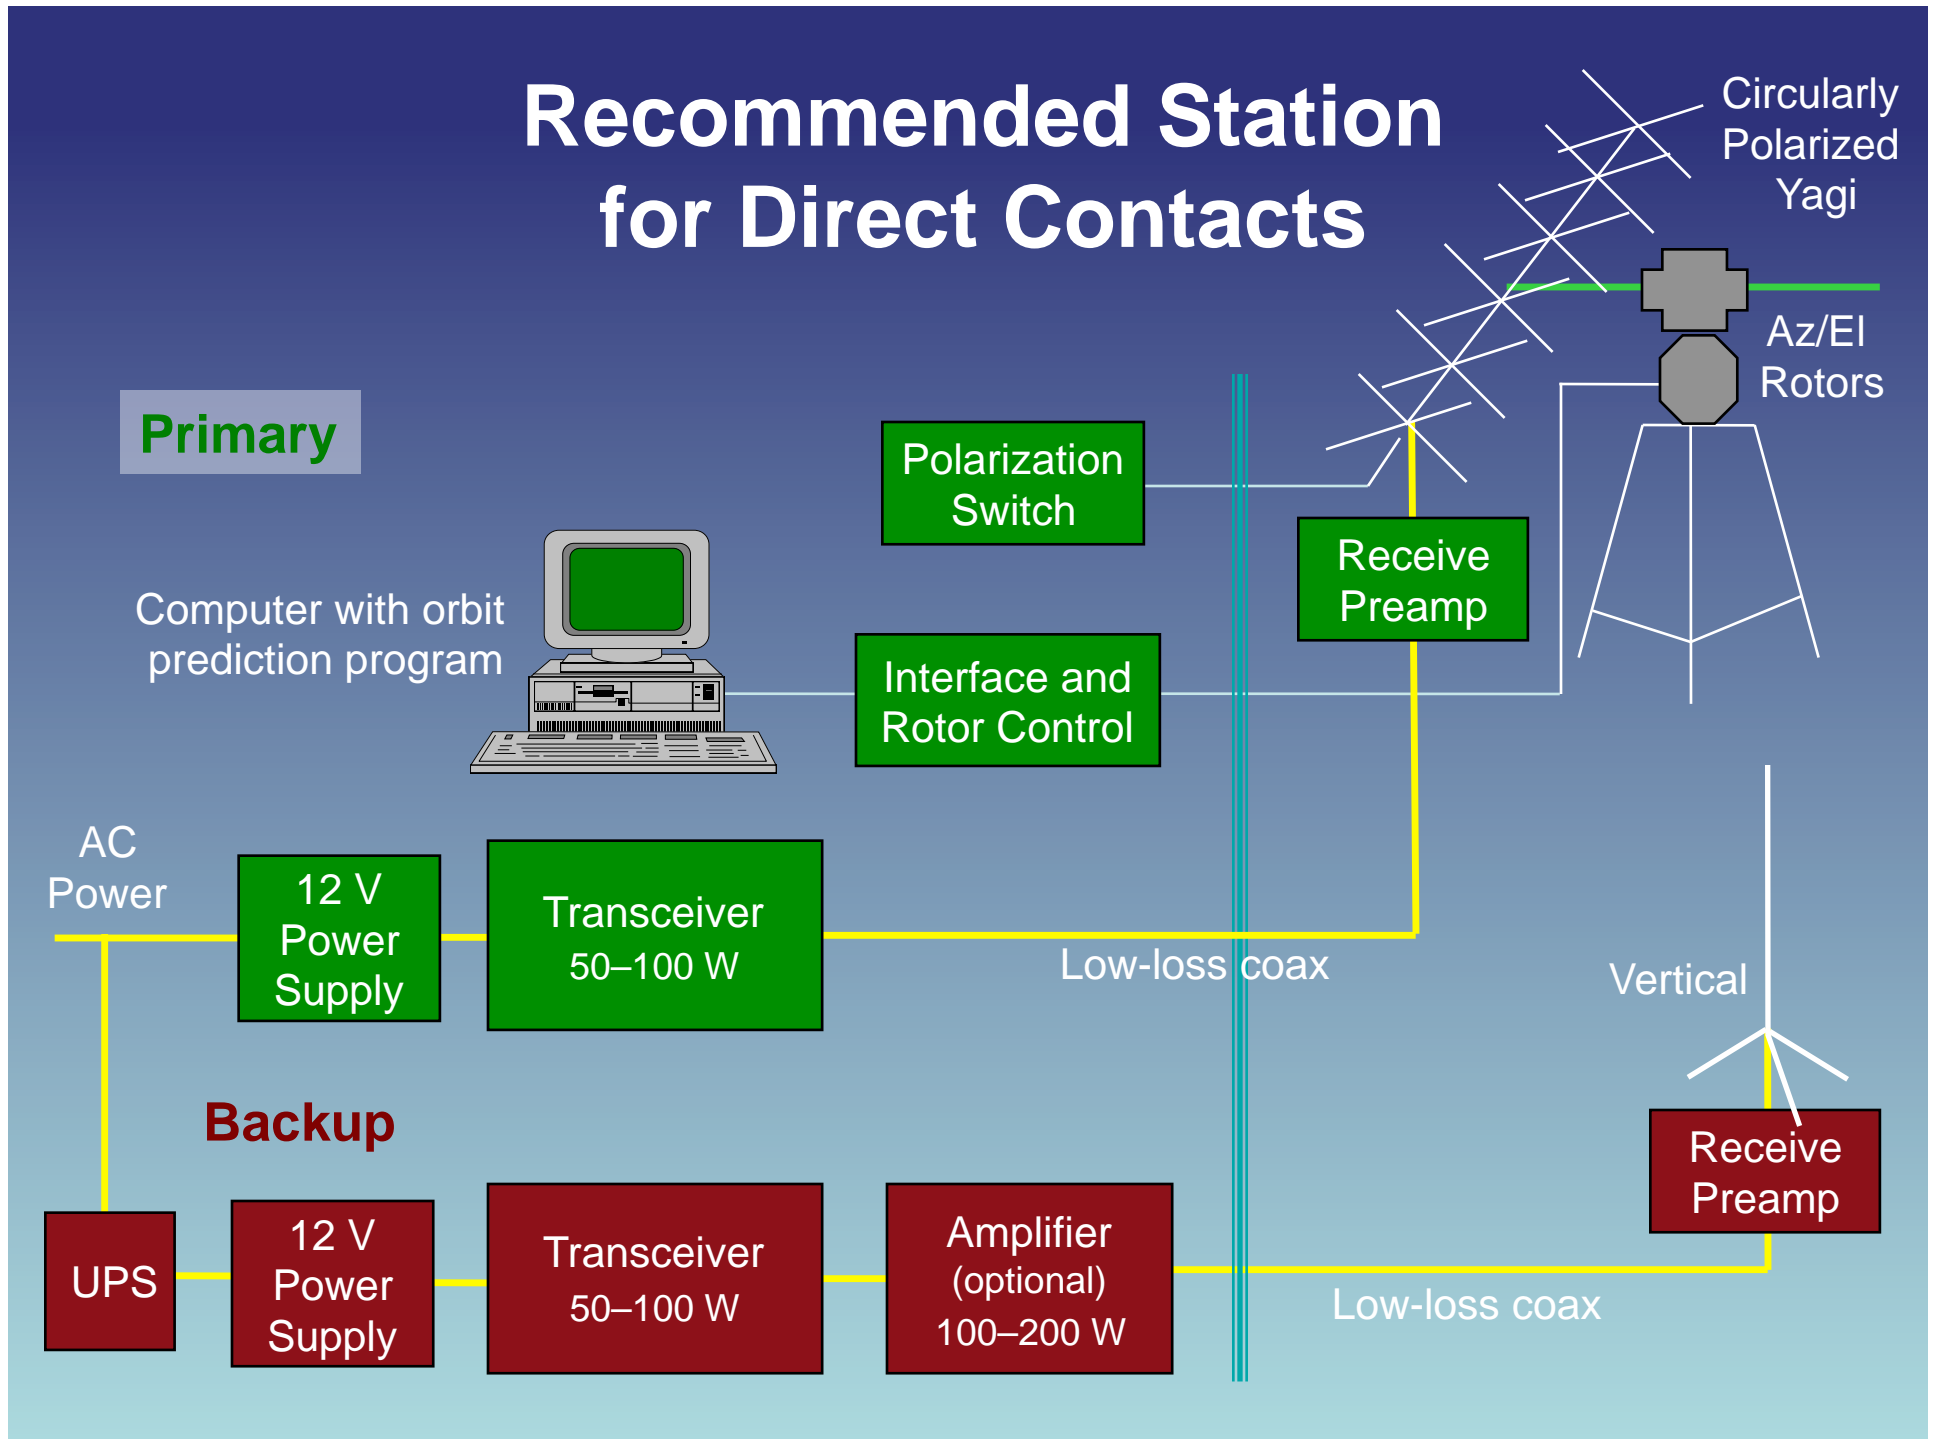 Recommended Station
for Direct Contacts
Circularly
Polarized
Yagi
Az/El
Rotors
Primary
Polarization
Switch
Receive
Preamp
Computer with orbit
prediction program
Interface and
Rotor Control
AC
Power
12 V
Power
Supply
Transceiver
50–100 W
Low-loss coax
Vertical
Backup
Receive
Preamp
UPS
12 V
Power
Supply
Transceiver
50–100 W
Amplifier
(optional)
100–200 W
Low-loss coax